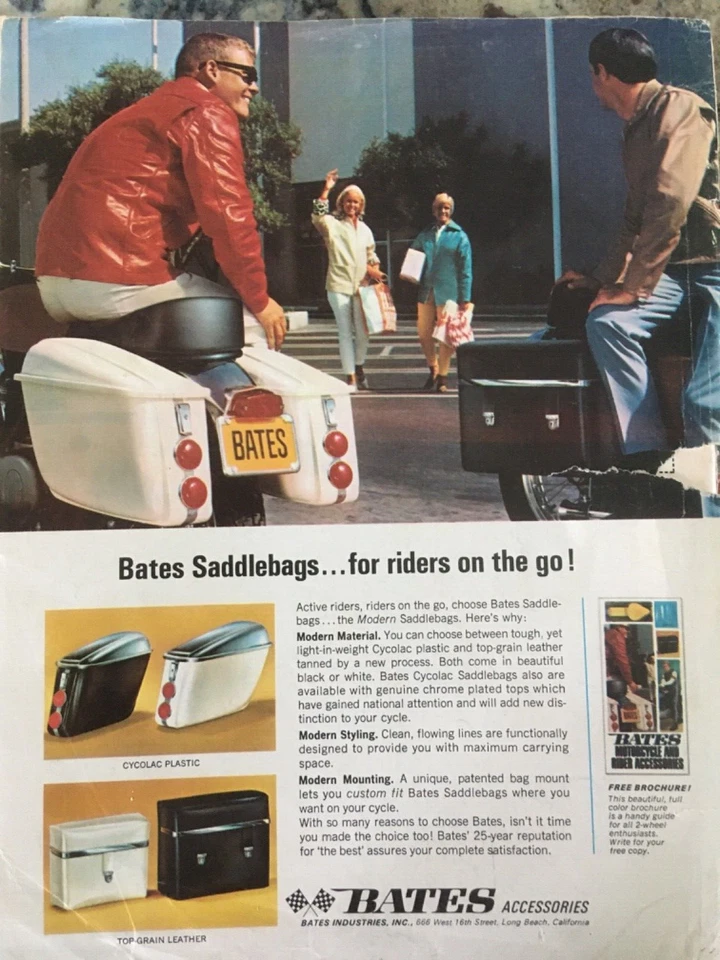 BATES
Bates Saddlebags...for riders on the go!
CYCOLAC PLASTIC
TOP-GRAIN LEATHER
Active riders, riders on the go, choose Bates Saddle-
bags...the Modern Saddlebags. Here's why:
Modern Material. You can choose between tough, yet
light-in-weight Cycolac plastic and top-grain leather
tanned by a new process. Both come in beautiful
black or white. Bates Cycolac Saddlebags also are
available with genuine chrome plated tops which
have gained national attention and will add new dis-
tinction to your cycle.
Modern Styling. Clean, flowing lines are functionally
designed to provide you with maximum carrying
space.
Modern Mounting. A unique, patented bag mount
lets you custom fit Bates Saddlebags where you
want on your cycle.
With so many reasons to choose Bates, isn't it time
you made the choice too! Bates' 25-year reputation
for 'the best' assures your complete satisfaction.
BATES
MOTORCYCLE AND
RIDER ACCESSORIES
FREE BROCHURE!
This beautiful, full
color brochure
is a handy guide
for all 2-wheel
enthusiasts.
Write for your
free copy.
BATES ACCESSORIES
BATES INDUSTRIES, INC., 666 West 16th Street, Long Beach, California